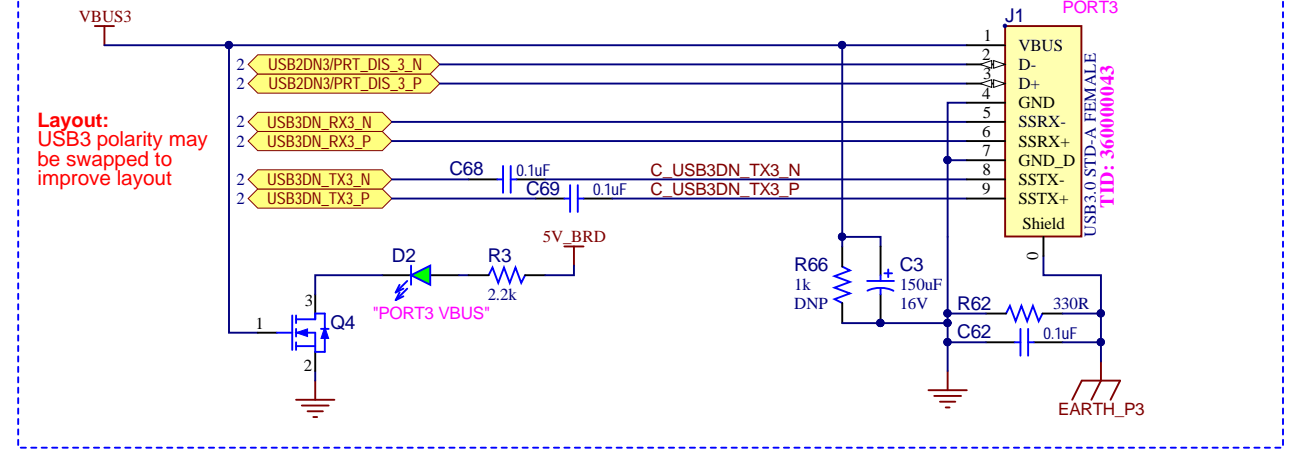 PORT3
VBUS3
J1
1 VBUS
2 USB2DN3/PRT_DIS_3_N 2 D-
2 USB2DN3/PRT_DIS_3_P 3 D+
4 GND
Layout:
USB3 polarity may
be swapped to
improve layout
2 USB3DN_RX3_N 5 SSRX-
2 USB3DN_RX3_P 6 SSRX+
7 GND_D
2 USB3DN_TX3_N C68 0.1uF C_USB3DN_TX3_N 8 SSTX-
2 USB3DN_TX3_P C69 0.1uF C_USB3DN_TX3_P 9 SSTX+
Shield
0
USB3.0 STD-A FEMALE
TID: 360000043
5V_BRD
D2 R3
2.2k
"PORT3 VBUS"
3
1 Q4
2
R66
1k
DNP
+
C3
150uF
16V
R62 330R
C62 0.1uF
EARTH_P3